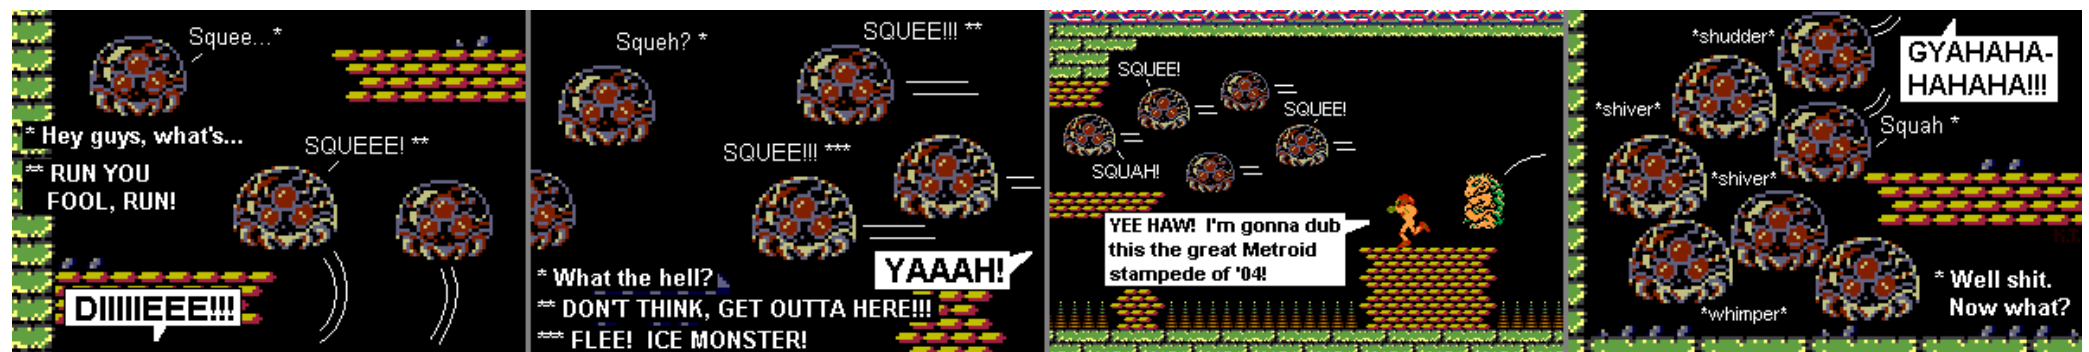 Squee...*
* Hey guys, what's...
SQUEEE! **
** RUN YOU
FOOL, RUN!
DIIIIIEEEE!!!
Squeh? *
SQUEE!!! **
SQUEE!!! ***
YAAAH!
* What the hell?
** DON'T THINK, GET OUTTA HERE!!!
*** FLEE! ICE MONSTER!
SQUEE!
SQUEE!
SQUAH!
YEE HAW! I'm gonna dub
this the great Metroid
stampede of '04!
*shudder*
GYAHAHA-
HAHAHA!!!
*shiver*
Squah *
*shiver*
* Well shit.
Now what?
*whimper*